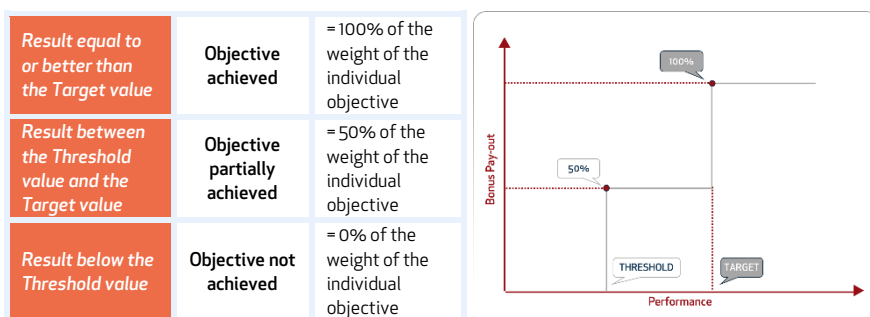 Result equal to
or better than
the Target value
Objective
achieved
= 100% of the
weight of the
individual
objective
Result between
the Threshold
value and the
Target value
Objective
partially
achieved
= 50% of the
weight of the
individual
objective
Result below the
Threshold value
Objective not
achieved
= 0% of the
weight of the
individual
objective
Bonus Pay-out
100%
50%
THRESHOLD
TARGET
Performance